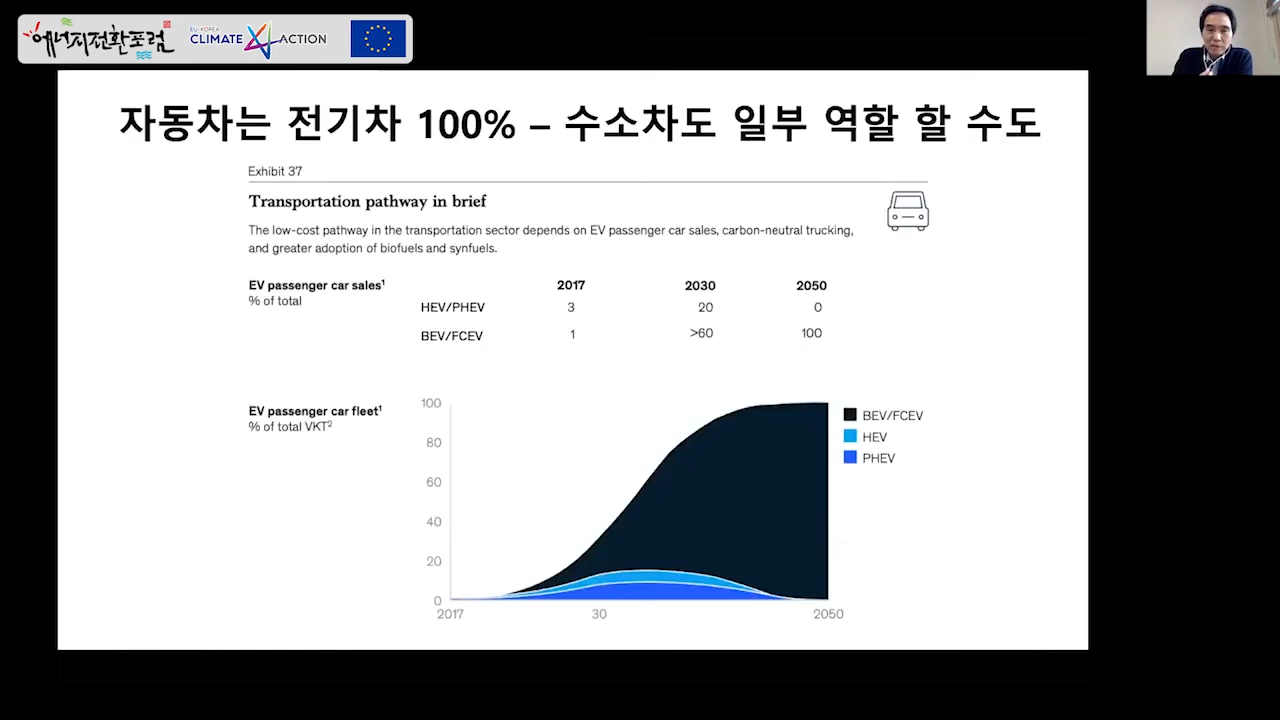 에너지전환포럼
EU-KOREA
CLIMATE ACTION
자동차는 전기차 100% – 수소차도 일부 역할 할 수도
Exhibit 37
Transportation pathway in brief
The low-cost pathway in the transportation sector depends on EV passenger car sales, carbon-neutral trucking,
and greater adoption of biofuels and synfuels.
EV passenger car sales¹ 2017 2030 2050
% of total
HEV/PHEV 3 20 0
BEV/FCEV 1 >60 100
EV passenger car fleet¹
% of total VKT²
100
80
60
40
20
0
2017 30 2050
BEV/FCEV
HEV
PHEV